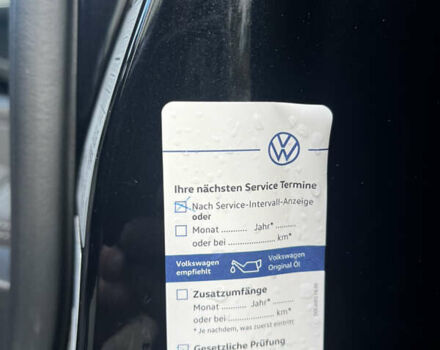 Ihre nächsten Service Termine
Nach Service-Intervall-Anzeige
oder
Monat ........... Jahr* .........
oder bei ..................... km*
Volkswagen empfiehlt Volkswagen Original Öl
Zusatzumfänge
Monat ........... Jahr* .........
oder bei ..................... km*
* Je nachdem, was zuerst eintritt
Gesetzliche Prüfung